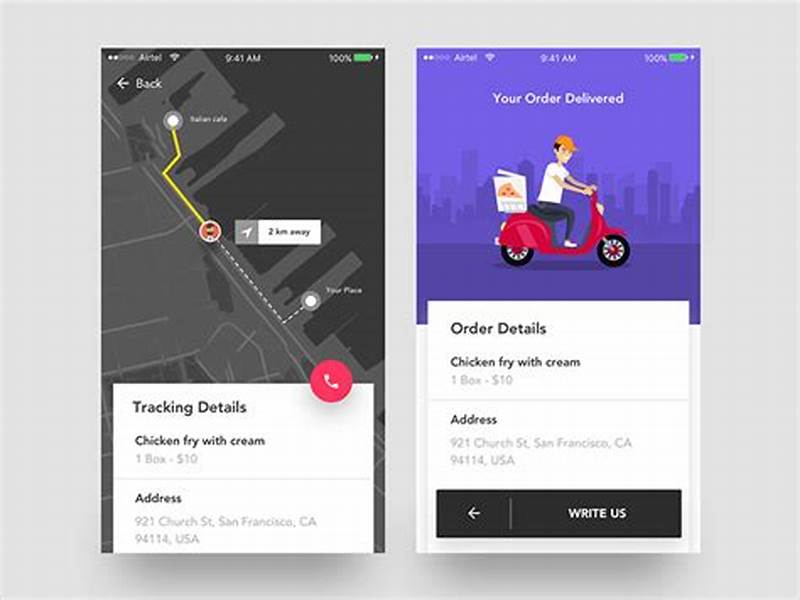 Airtel 9:41 AM 100%
Back
Italian cafe
2 km away
Your Place
Tracking Details
Chicken fry with cream
1 Box - $10
Address
921 Church St, San Francisco, CA
94114, USA
Airtel 9:41 AM 100%
Your Order Delivered
Order Details
Chicken fry with cream
1 Box - $10
Address
921 Church St, San Francisco, CA
94114, USA
WRITE US